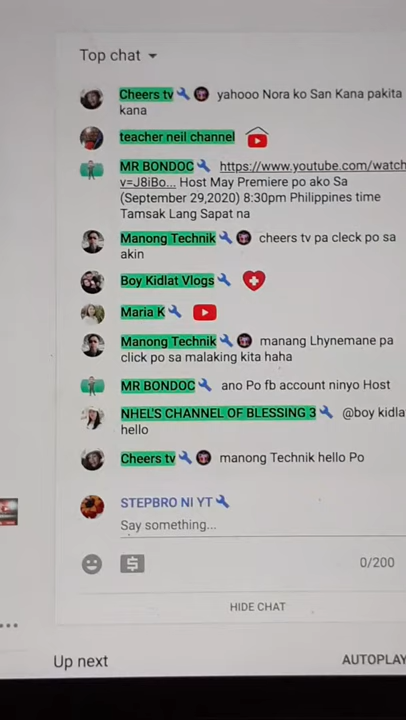 Top chat
Cheers tv yahooo Nora ko San Kana pakita
kana
teacher neil channel
MR BONDOC https://www.youtube.com/watch
v=J8iBo... Host May Premiere po ako Sa
(September 29,2020) 8:30pm Philippines time
Tamsak Lang Sapat na
Manong Technik cheers tv pa cleck po sa
akin
Boy Kidlat Vlogs
Maria K
Manong Technik manang Lhynemane pa
click po sa malaking kita haha
MR BONDOC ano Po fb account ninyo Host
NHEL'S CHANNEL OF BLESSING 3 @boy kidla
hello
Cheers tv manong Technik hello Po
STEPBRO NI YT
Say something...
0/200
HIDE CHAT
Up next
AUTOPLAY